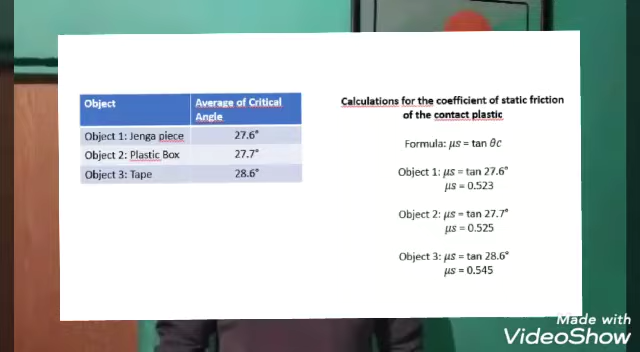 Object
Average of Critical
Angle
Object 1: Jenga piece
27.6°
Object 2: Plastic Box
27.7°
Object 3: Tape
28.6°
Calculations for the coefficient of static friction
of the contact plastic
Formula: μs = tan θc
Object 1: μs = tan 27.6°
μs = 0.523
Object 2: μs = tan 27.7°
μs = 0.525
Object 3: μs = tan 28.6°
μs = 0.545
Made with
VideoShow